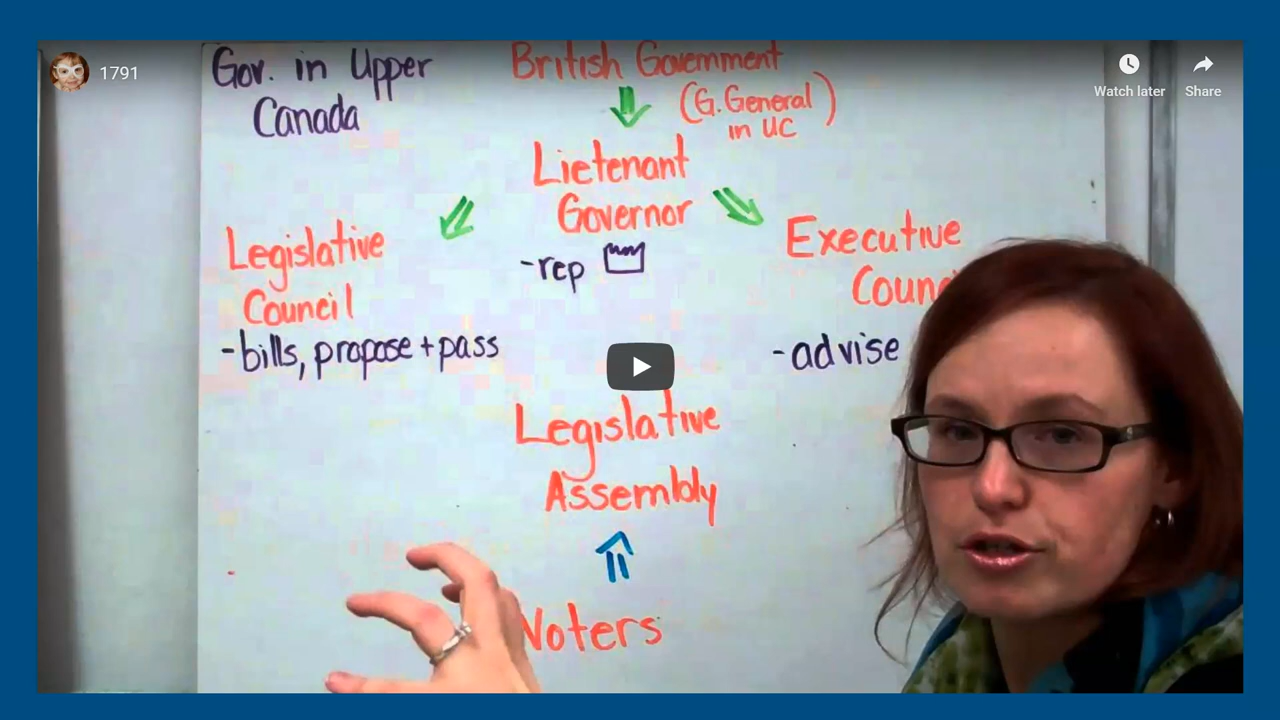 1791
Watch later
Share
Gov. in Upper
Canada
British Government
(G. General)
in UC
Lietenant
Governor
-rep
Legislative
Council
-bills, propose + pass
Executive
-advise
Legislative
Assembly
Voters